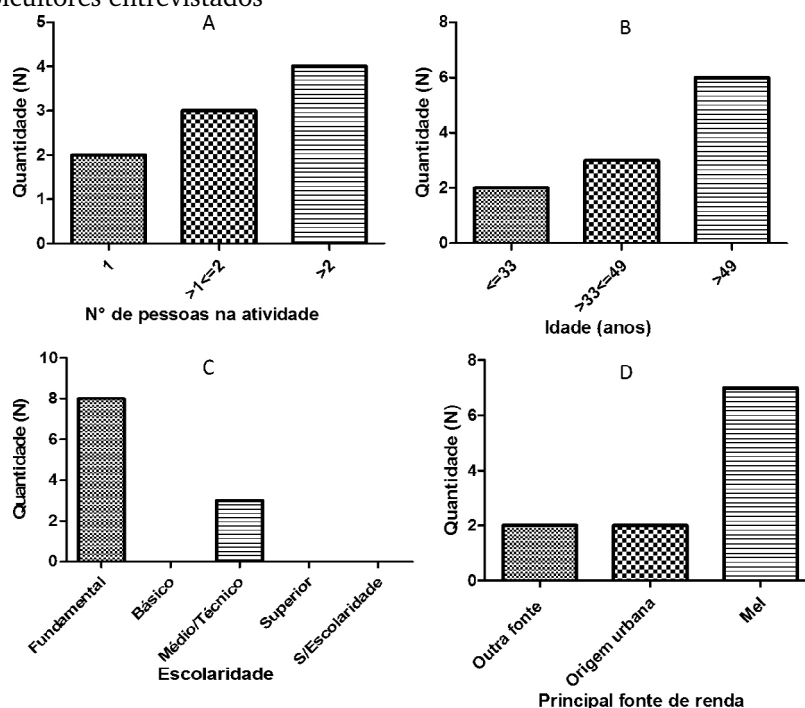 entrevistados
A
Quantidade (N)
5
4
3
2
1
0
1
>1<=2
>2
N° de pessoas na atividade
B
Quantidade (N)
8
6
4
2
0
<=33
>33<=49
>49
Idade (anos)
C
Quantidade (N)
10
8
6
4
2
0
Fundamental
Básico
Médio/Técnico
Superior
S/Escolaridade
Escolaridade
D
Quantidade (N)
8
6
4
2
0
Outra fonte
Origem urbana
Mel
Principal fonte de renda